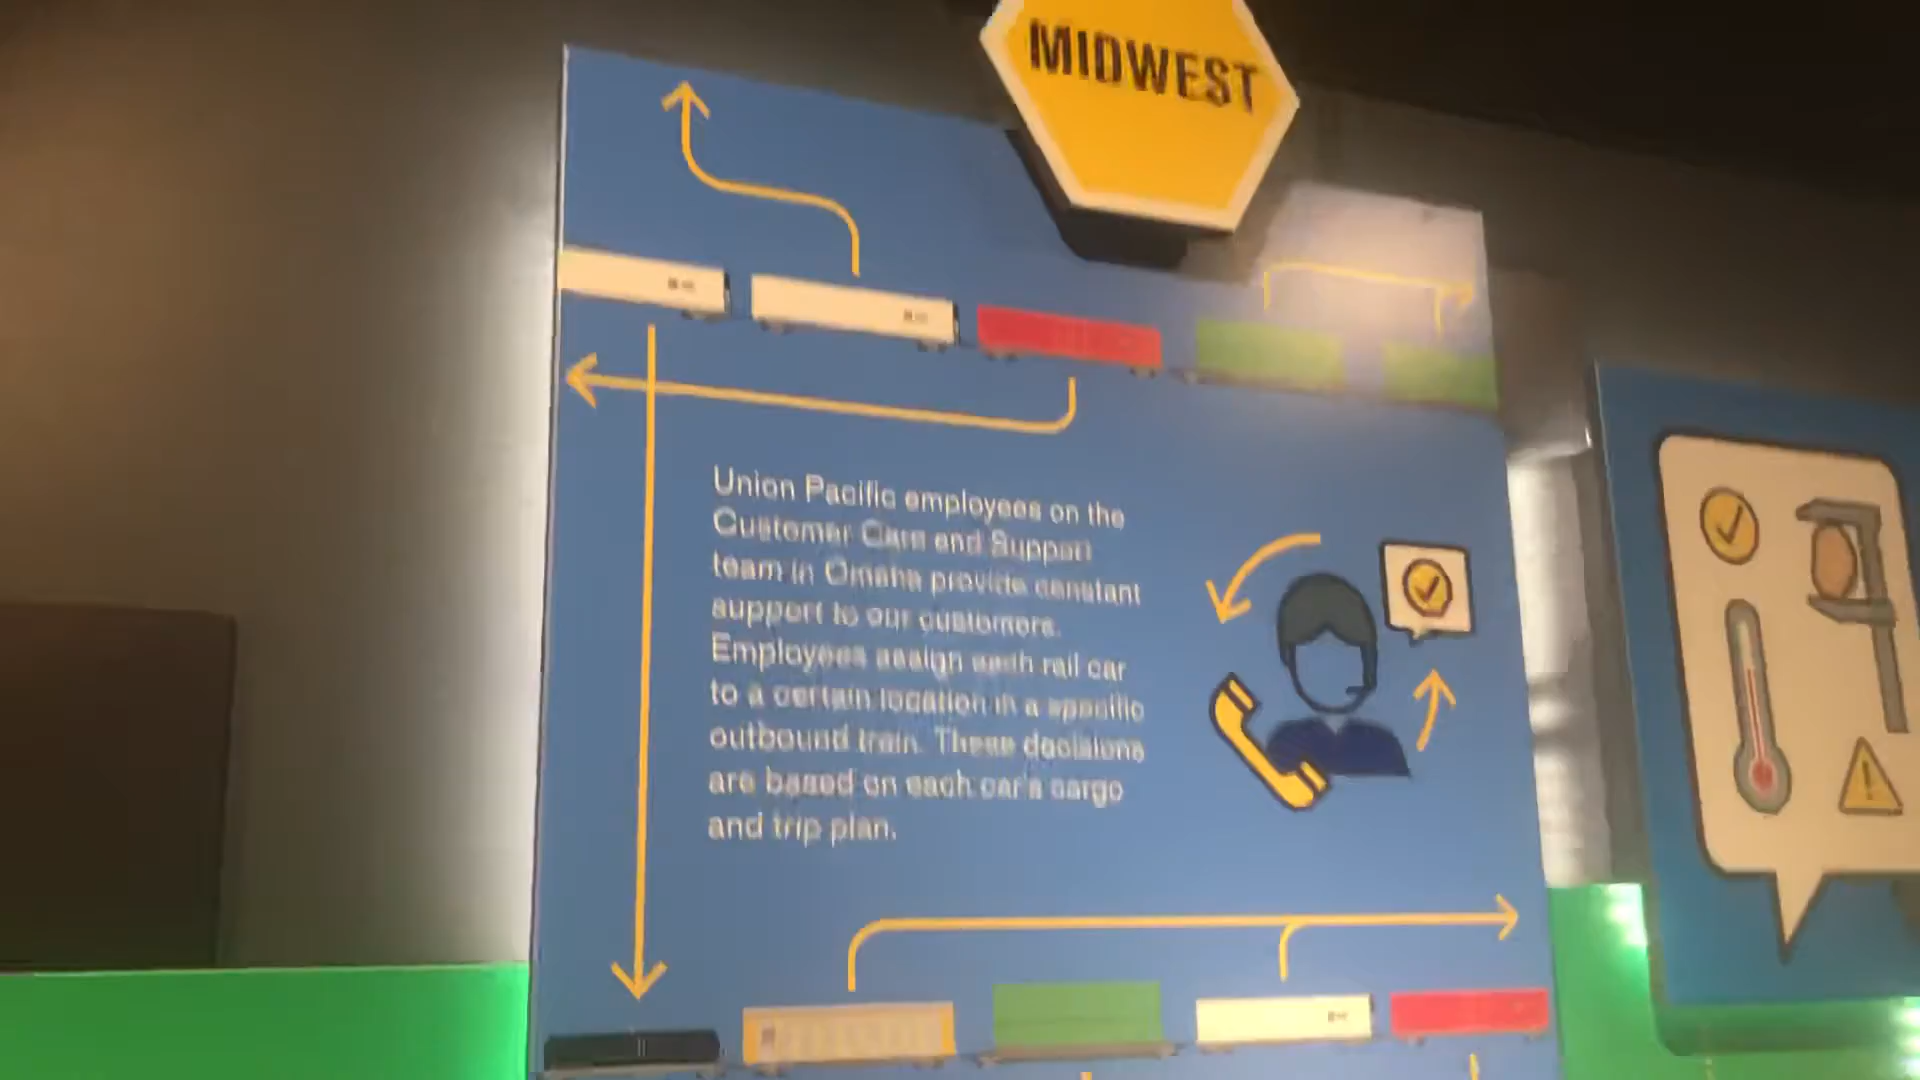 MIDWEST
Union Pacific employees on the
Customer Care and Support
team in Omaha provide constant
support to our customers.
Employees assign each rail car
to a certain location in a specific
outbound train. These decisions
are based on each car's cargo
and trip plan.